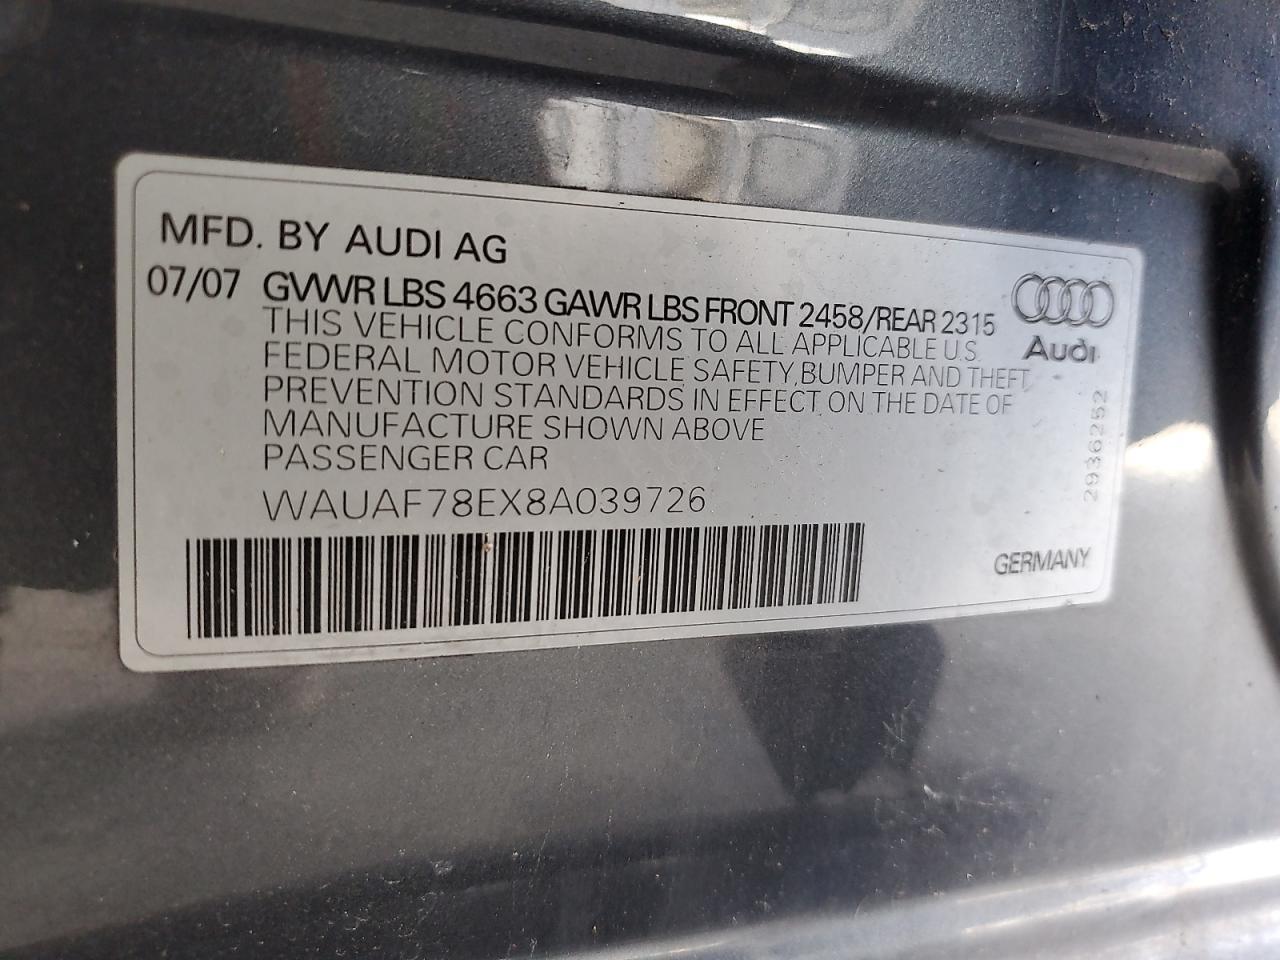 MFD. BY AUDI AG
07/07 GVWR LBS 4663 GAWR LBS FRONT 2458/REAR 2315
THIS VEHICLE CONFORMS TO ALL APPLICABLE U.S.
FEDERAL MOTOR VEHICLE SAFETY, BUMPER AND THEFT
PREVENTION STANDARDS IN EFFECT ON THE DATE OF
MANUFACTURE SHOWN ABOVE
PASSENGER CAR
WAUAF78EX8A039726
Audi
2936252
GERMANY